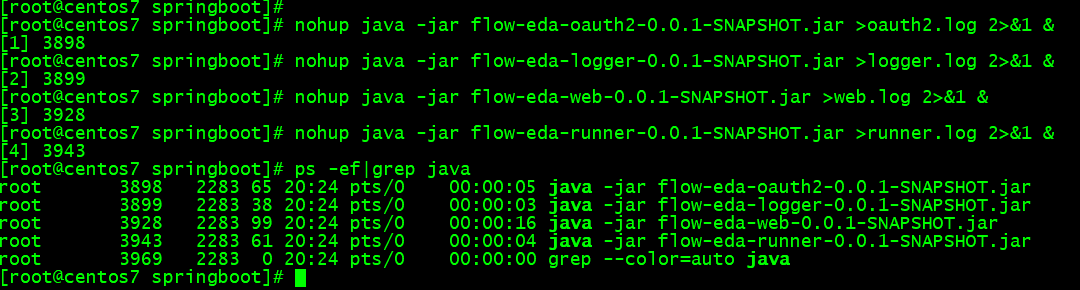 [root@centos7 springboot]#
[root@centos7 springboot]# nohup java -jar flow-eda-oauth2-0.0.1-SNAPSHOT.jar >oauth2.log 2>&1 &
[1] 3898
[root@centos7 springboot]# nohup java -jar flow-eda-logger-0.0.1-SNAPSHOT.jar >logger.log 2>&1 &
[2] 3899
[root@centos7 springboot]# nohup java -jar flow-eda-web-0.0.1-SNAPSHOT.jar >web.log 2>&1 &
[3] 3928
[root@centos7 springboot]# nohup java -jar flow-eda-runner-0.0.1-SNAPSHOT.jar >runner.log 2>&1 &
[4] 3943
[root@centos7 springboot]# ps -ef|grep java
root       3898   2283 65 20:24 pts/0    00:00:05 java -jar flow-eda-oauth2-0.0.1-SNAPSHOT.jar
root       3899   2283 38 20:24 pts/0    00:00:03 java -jar flow-eda-logger-0.0.1-SNAPSHOT.jar
root       3928   2283 99 20:24 pts/0    00:00:16 java -jar flow-eda-web-0.0.1-SNAPSHOT.jar
root       3943   2283 61 20:24 pts/0    00:00:04 java -jar flow-eda-runner-0.0.1-SNAPSHOT.jar
root       3969   2283  0 20:24 pts/0    00:00:00 grep --color=auto java
[root@centos7 springboot]#